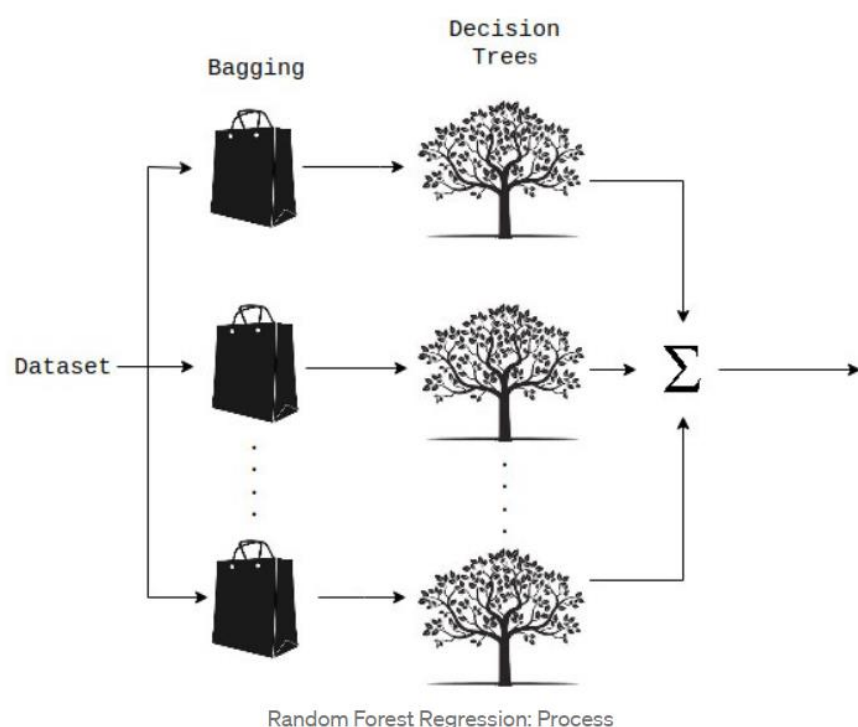 Decision
Trees
Bagging
Dataset
Σ
Random Forest Regression: Process